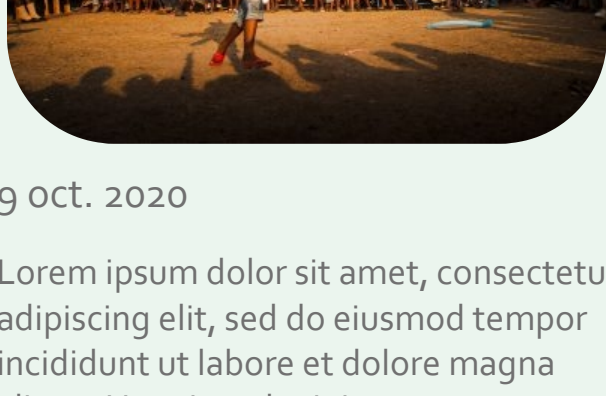 9 oct. 2020
Lorem ipsum dolor sit amet, consectetu
adipiscing elit, sed do eiusmod tempor
incididunt ut labore et dolore magna